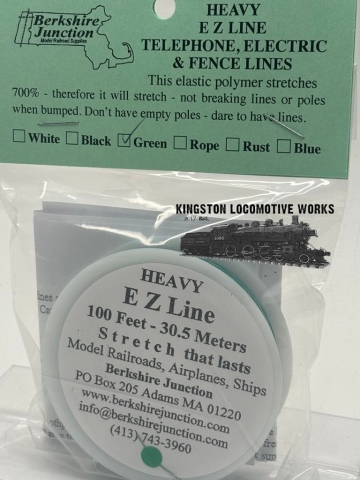 Berkshire
Junction
Model Railroad Supplies
HEAVY
E Z LINE
TELEPHONE, ELECTRIC
& FENCE LINES
This elastic polymer stretches
700% - therefore it will stretch - not breaking lines or poles
when bumped. Don't have empty poles - dare to have lines.
White Black Green Rope Rust Blue
KINGSTON LOCOMOTIVE WORKS
HEAVY
E Z Line
100 Feet - 30.5 Meters
Stretch that lasts
Model Railroads, Airplanes, Ships
Berkshire Junction
PO Box 205 Adams MA 01220
www.berkshirejunction.com
info@berkshirejunction.com
(413) 743-3960